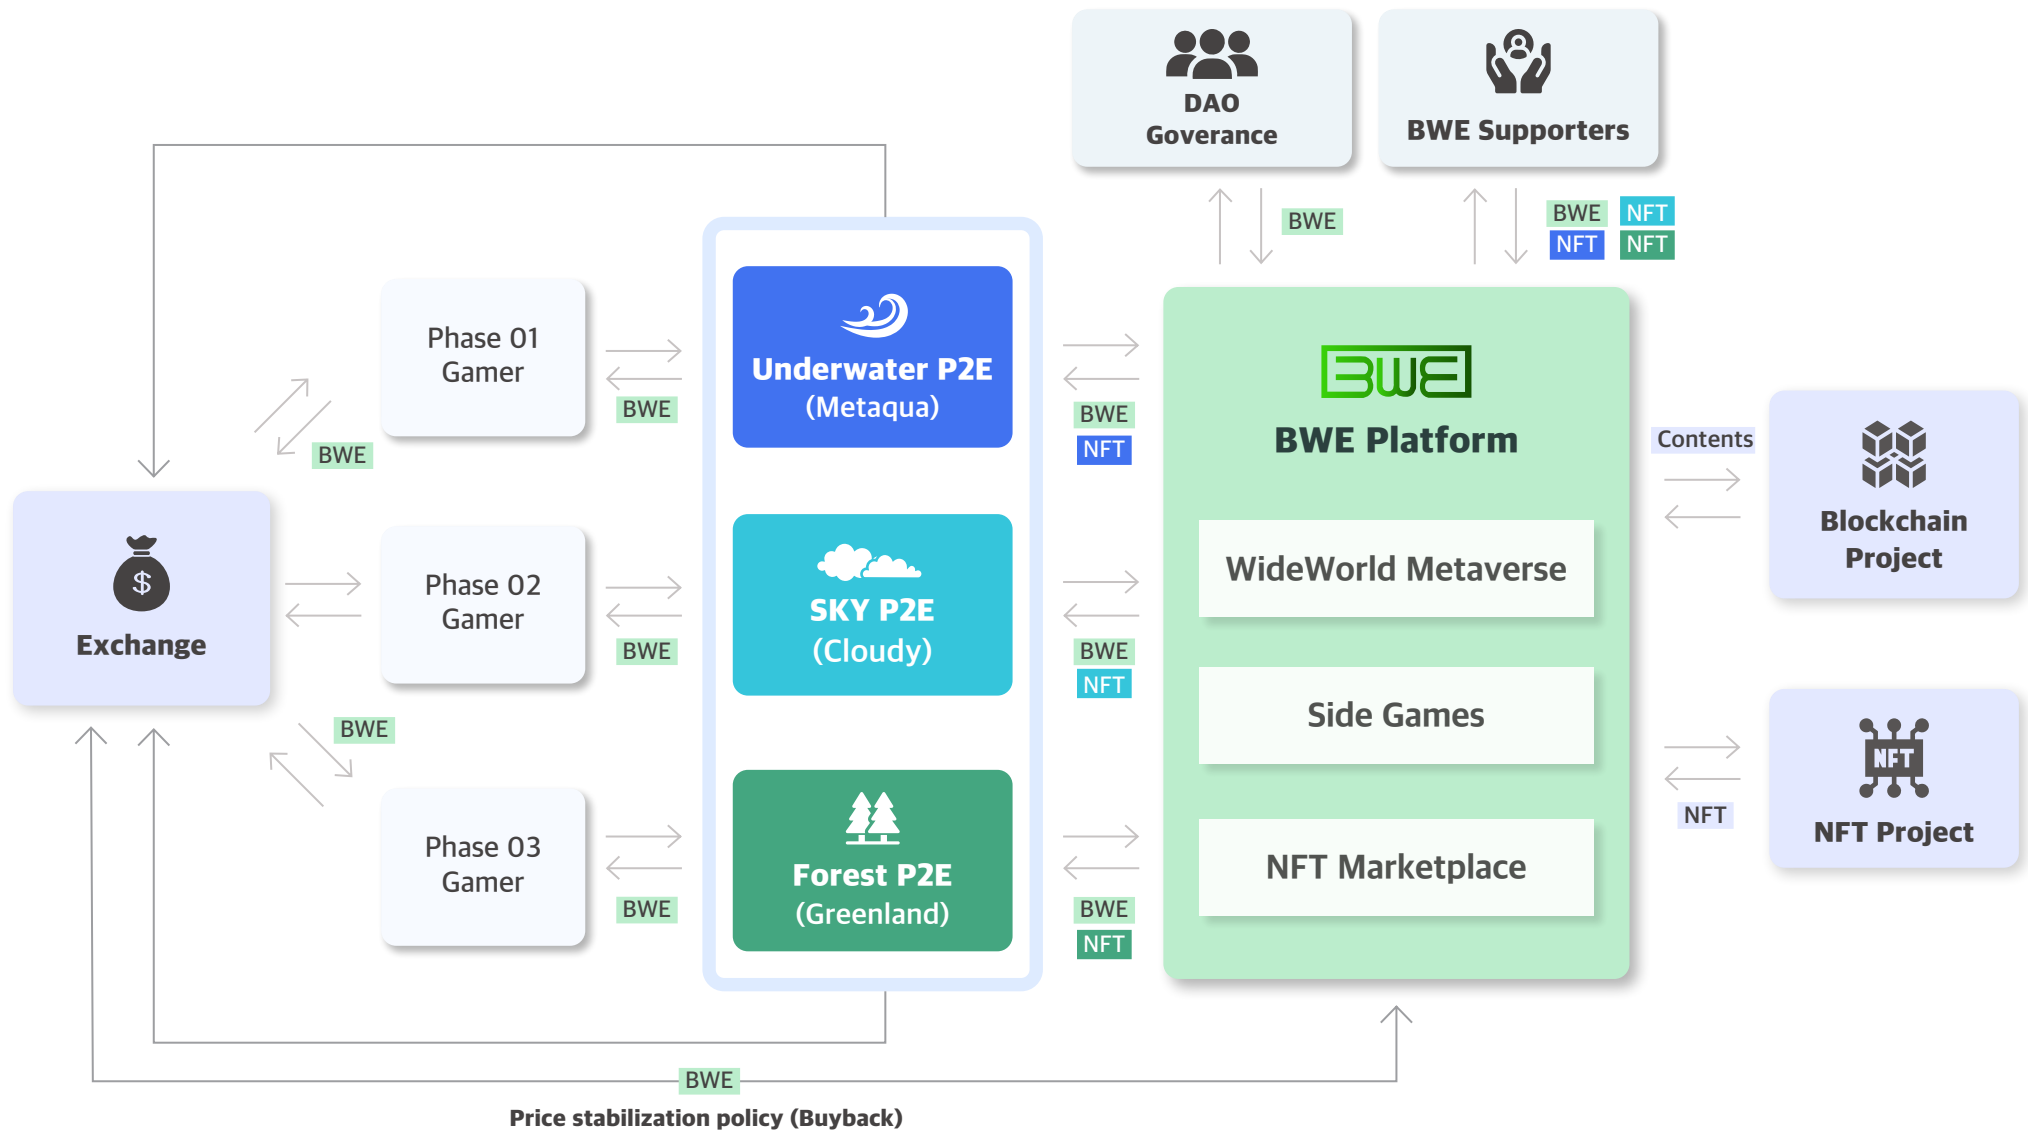 DAO
Goverance
BWE Supporters
BWE
BWE NFT
NFT NFT
Phase 01
Gamer
BWE
BWE
Underwater P2E
(Metaqua)
BWE
NFT
BWE
BWE Platform
WideWorld Metaverse
Side Games
NFT Marketplace
Contents
Blockchain
Project
NFT
NFT Project
NFT
$
Exchange
Phase 02
Gamer
BWE
SKY P2E
(Cloudy)
BWE
NFT
BWE
Phase 03
Gamer
BWE
Forest P2E
(Greenland)
BWE
NFT
BWE
Price stabilization policy (Buyback)